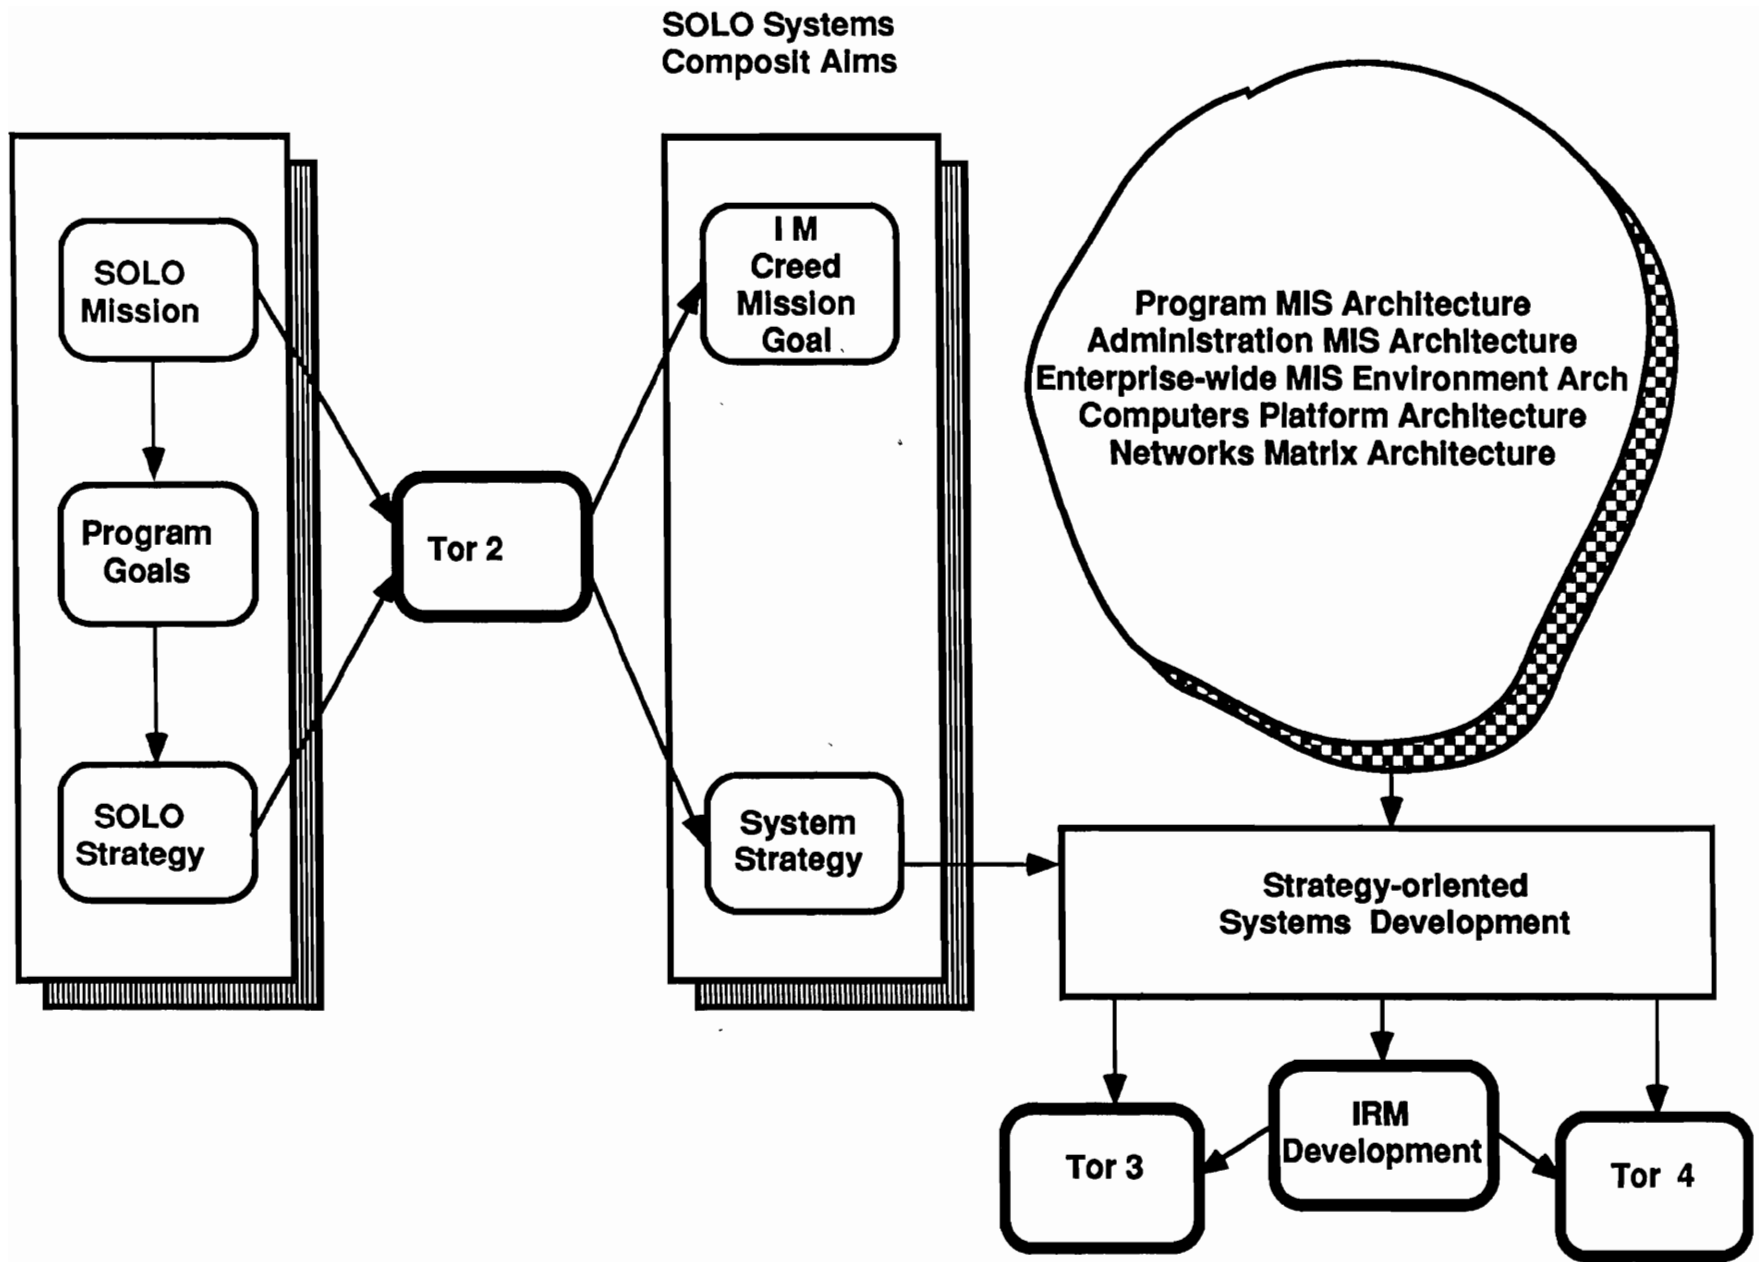 SOLO Systems
Composit Aims
SOLO
Mission
Program
Goals
SOLO
Strategy
Tor 2
I M
Creed
Mission
Goal
System
Strategy
Program MIS Architecture
Administration MIS Architecture
Enterprise-wide MIS Environment Arch
Computers Platform Architecture
Networks Matrix Architecture
Strategy-oriented
Systems Development
Tor 3
IRM
Development
Tor 4